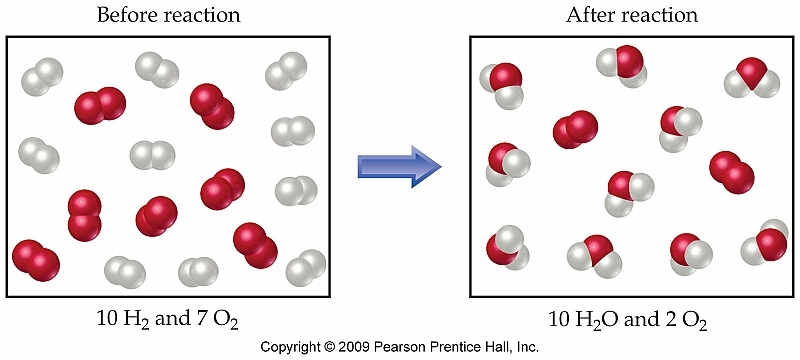 Before reaction
After reaction
10 H₂ and 7 O₂
10 H₂O and 2 O₂
Copyright © 2009 Pearson Prentice Hall, Inc.